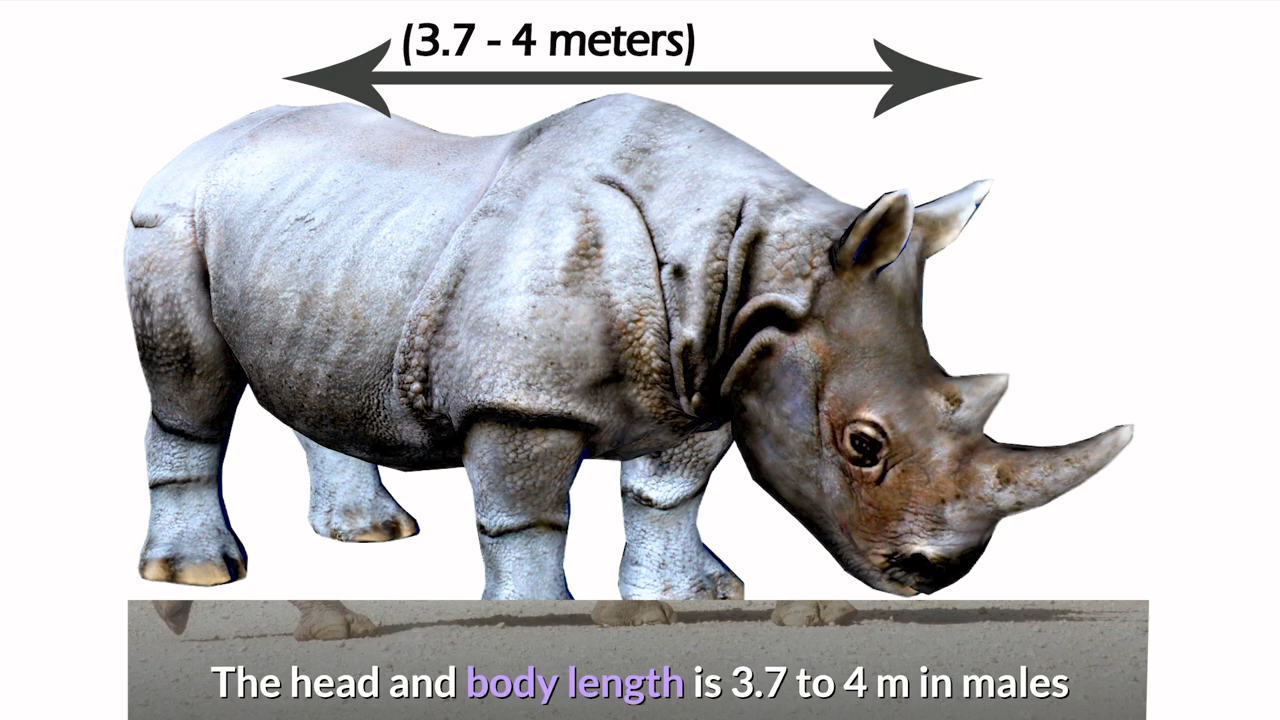 (3.7 - 4 meters)
The head and body length is 3.7 to 4 m in males